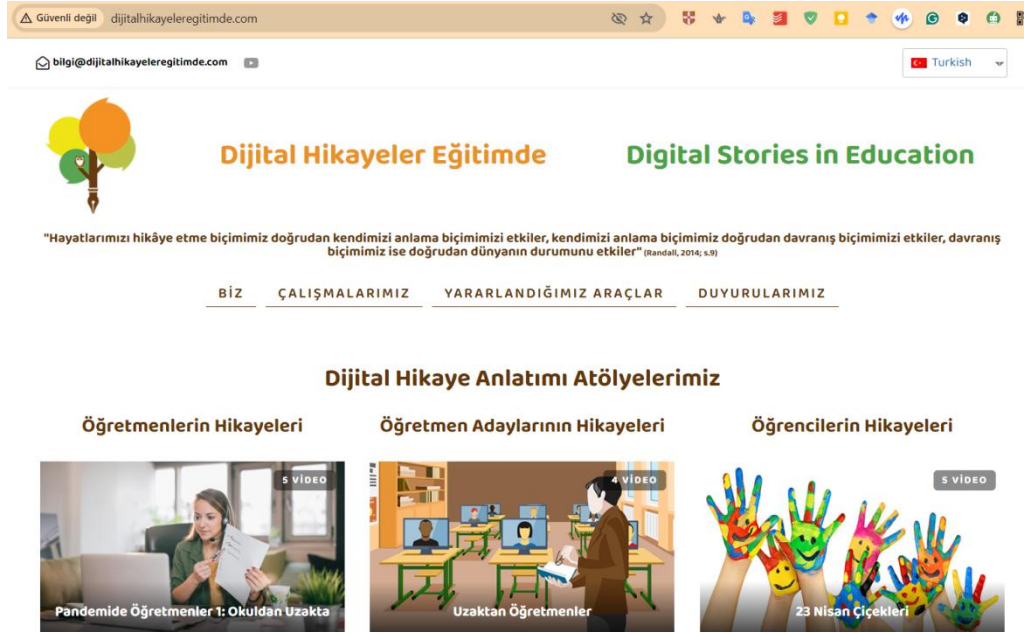 Güvenli değil dijitalhikayeleregitimde.com
bilgi@dijitalhikayeleregitimde.com
Turkish
Dijital Hikayeler Eğitimde
Digital Stories in Education
"Hayatlarımızı hikâye etme biçimimiz doğrudan kendimizi anlama biçimimizi etkiler, kendimizi anlama biçimimiz doğrudan davranış biçimimizi etkiler, davranış
biçimimiz ise doğrudan dünyanın durumunu etkiler" (Randall, 2014; s.9)
BİZ ÇALIŞMALARIMIZ YARARLANDIĞIMIZ ARAÇLAR DUYURULARIMIZ
Dijital Hikaye Anlatımı Atölyelerimiz
Öğretmenlerin Hikayeleri
5 VİDEO
Pandemide Öğretmenler 1: Okuldan Uzakta
Öğretmen Adaylarının Hikayeleri
4 VİDEO
Uzaktan Öğretmenler
Öğrencilerin Hikayeleri
5 VİDEO
23 Nisan Çiçekleri